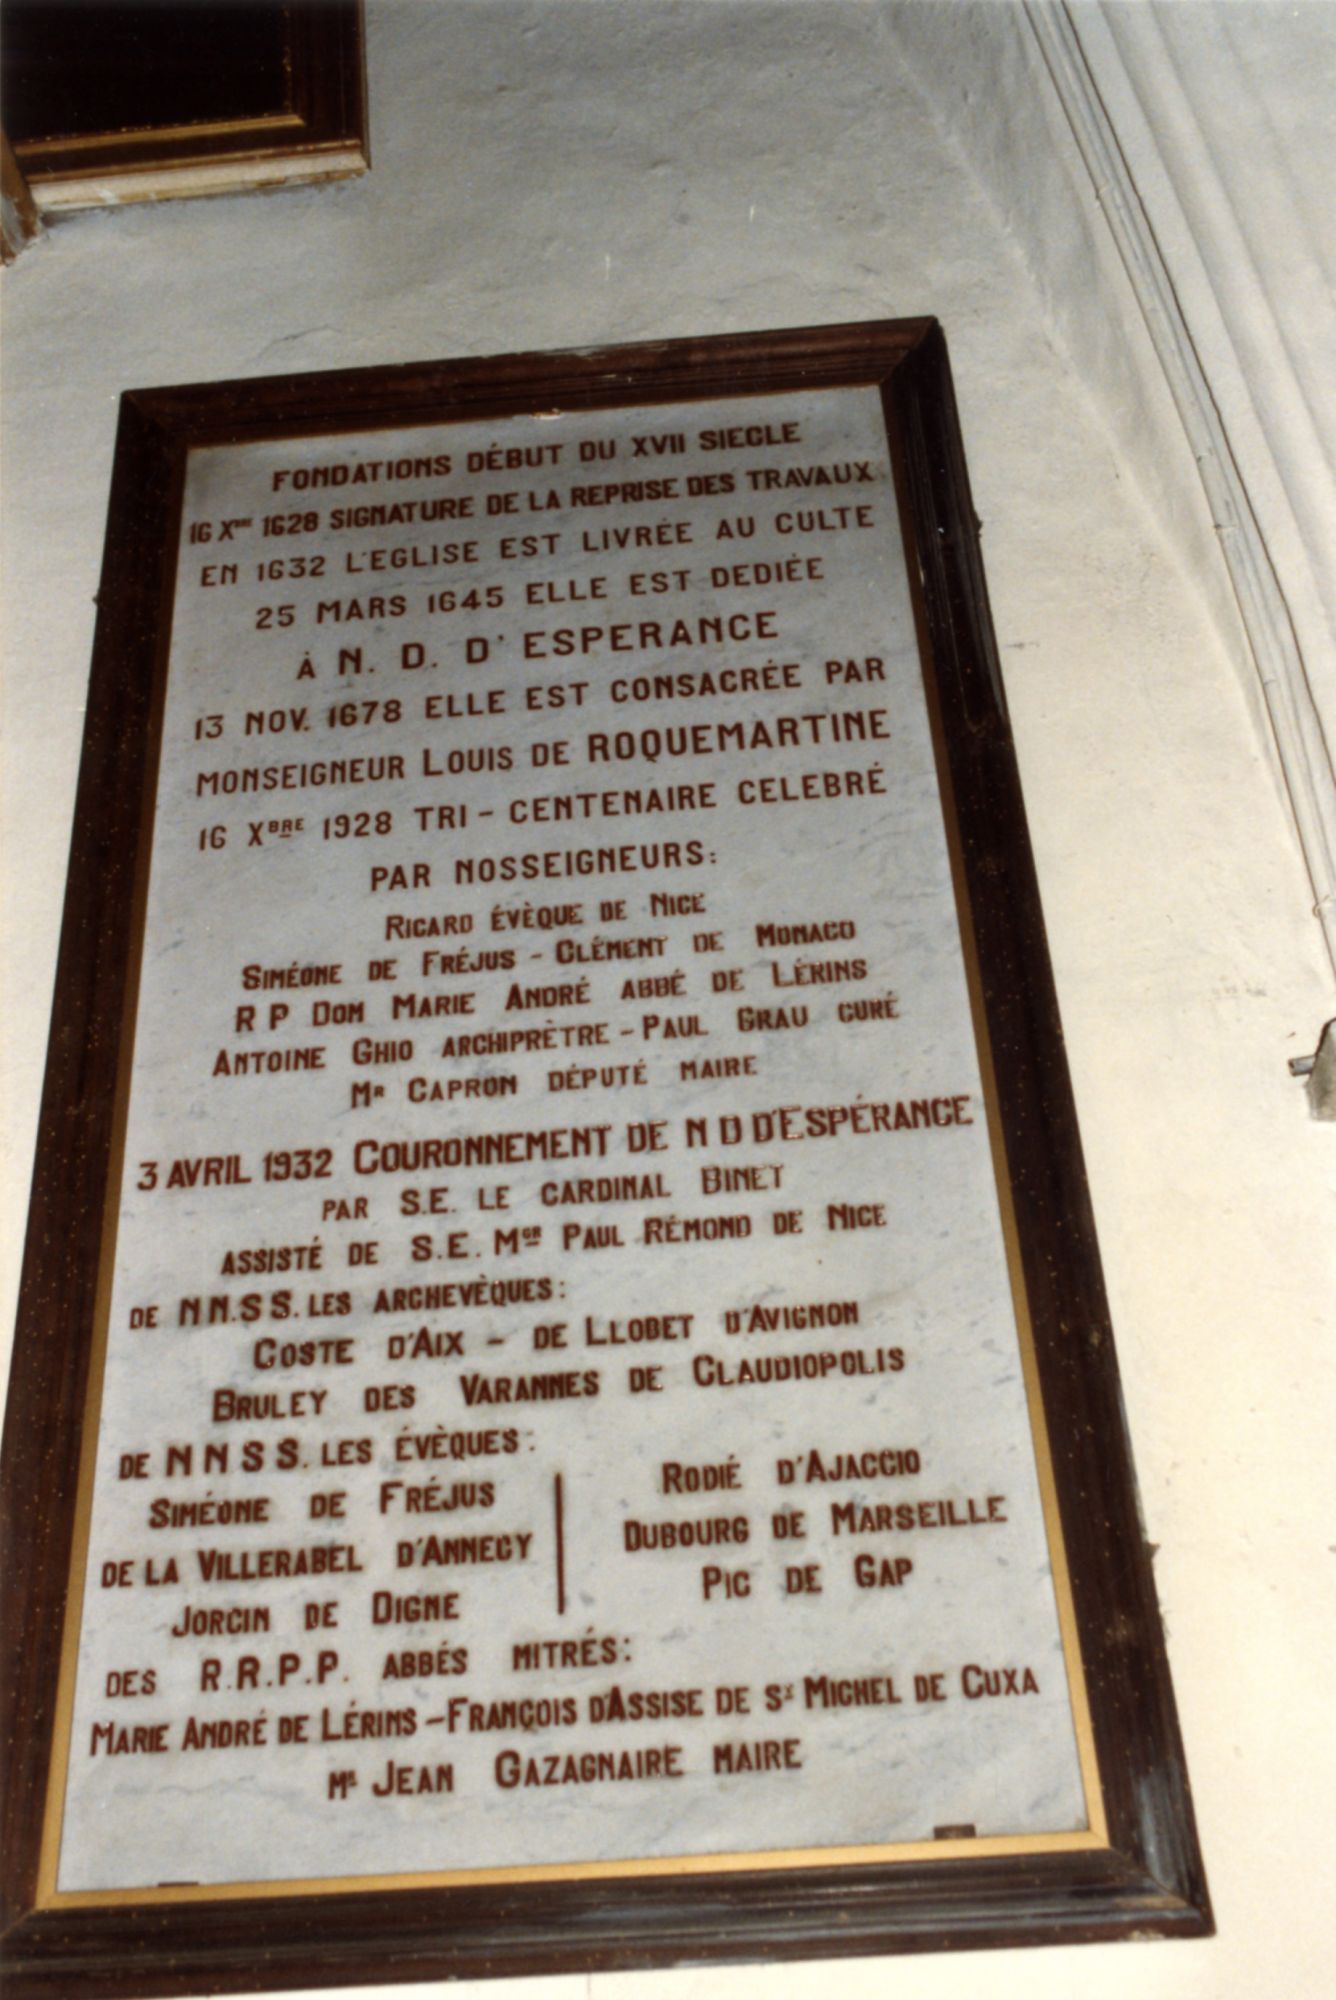 FONDATIONS DÉBUT DU XVII SIECLE
16 XBRE 1628 SIGNATURE DE LA REPRISE DES TRAVAUX
EN 1632 L'EGLISE EST LIVRÉE AU CULTE
25 MARS 1645 ELLE EST DEDIÉE
À N. D. D'ESPERANCE
13 NOV. 1678 ELLE EST CONSACRÉE PAR
MONSEIGNEUR LOUIS DE ROQUEMARTINE
16 XBRE 1928 TRI - CENTENAIRE CELEBRÉ
PAR NOSSEIGNEURS:
RICARD ÉVÈQUE DE NICE
SIMÉONE DE FRÉJUS - CLÉMENT DE MONACO
R P DOM MARIE ANDRÉ ABBÉ DE LÉRINS
ANTOINE GHIO ARCHIPRÈTRE - PAUL GRAU CURÉ
MR CAPRON DÉPUTÉ MAIRE
3 AVRIL 1932 COURONNEMENT DE N D D'ESPÉRANCE
PAR S.E. LE CARDINAL BINET
ASSISTÉ DE S.E. MGR PAUL RÉMOND DE NICE
DE NN.SS. LES ARCHEVÈQUES:
COSTE D'AIX - DE LLOBET D'AVIGNON
BRULEY DES VARANNES DE CLAUDIOPOLIS
DE NNSS. LES ÉVÈQUES:
SIMÉONE DE FRÉJUS
DE LA VILLERABEL D'ANNECY
JORCIN DE DIGNE
RODIÉ D'AJACCIO
DUBOURG DE MARSEILLE
PIC DE GAP
DES R.R.P.P. ABBÉS MITRÉS:
MARIE ANDRÉ DE LÉRINS - FRANÇOIS D'ASSISE DE ST MICHEL DE CUXA
MR JEAN GAZAGNAIRE MAIRE